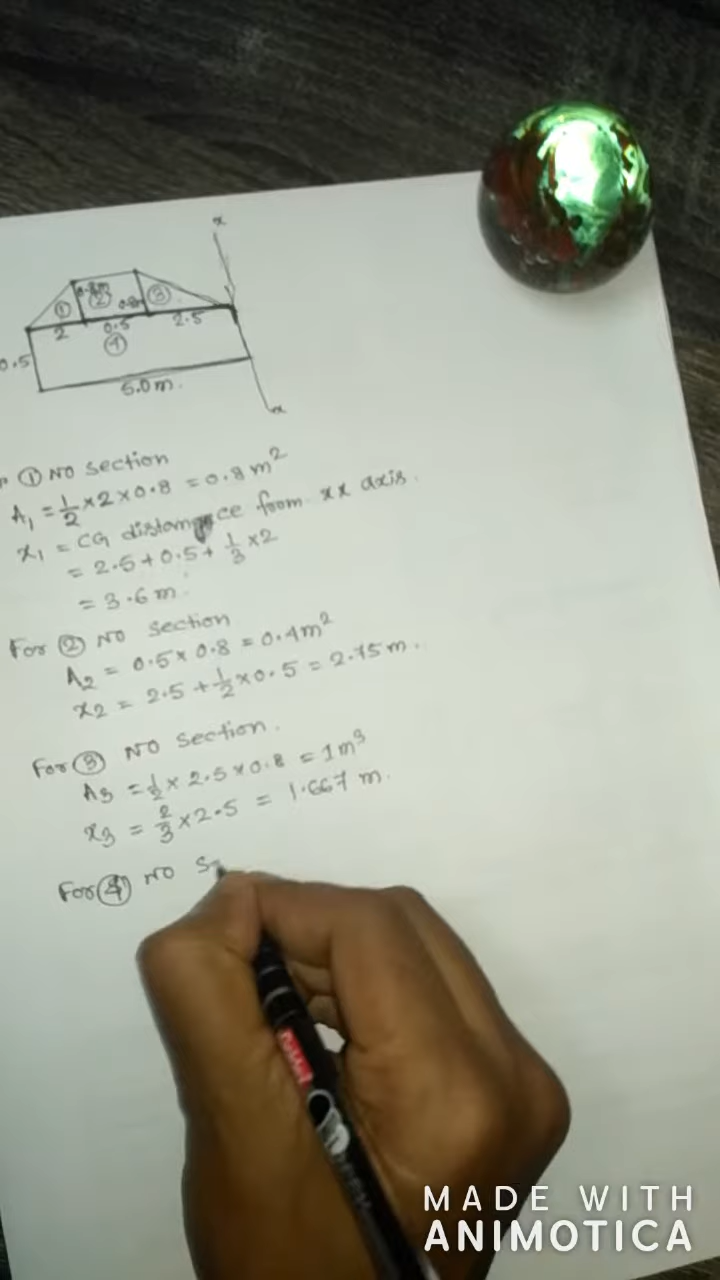 x
0.8m
①
②
0.8m
③
2
0.5
2.5
④
0.5
5.0 m.
x
① NO section
A₁ = 1/2 × 2 × 0.8 = 0.8 m²
x₁ = CG distance from xx axis.
= 2.5 + 0.5 + 1/3 × 2
= 3.6 m.
For ② NO section
A₂ = 0.5 × 0.8 = 0.4 m²
x₂ = 2.5 + 1/2 × 0.5 = 2.75 m.
For ③ NO section.
A₃ = 1/2 × 2.5 × 0.8 = 1 m³
x₃ = 2/3 × 2.5 = 1.667 m.
For ④ NO S
MADE WITH
ANIMOTICA